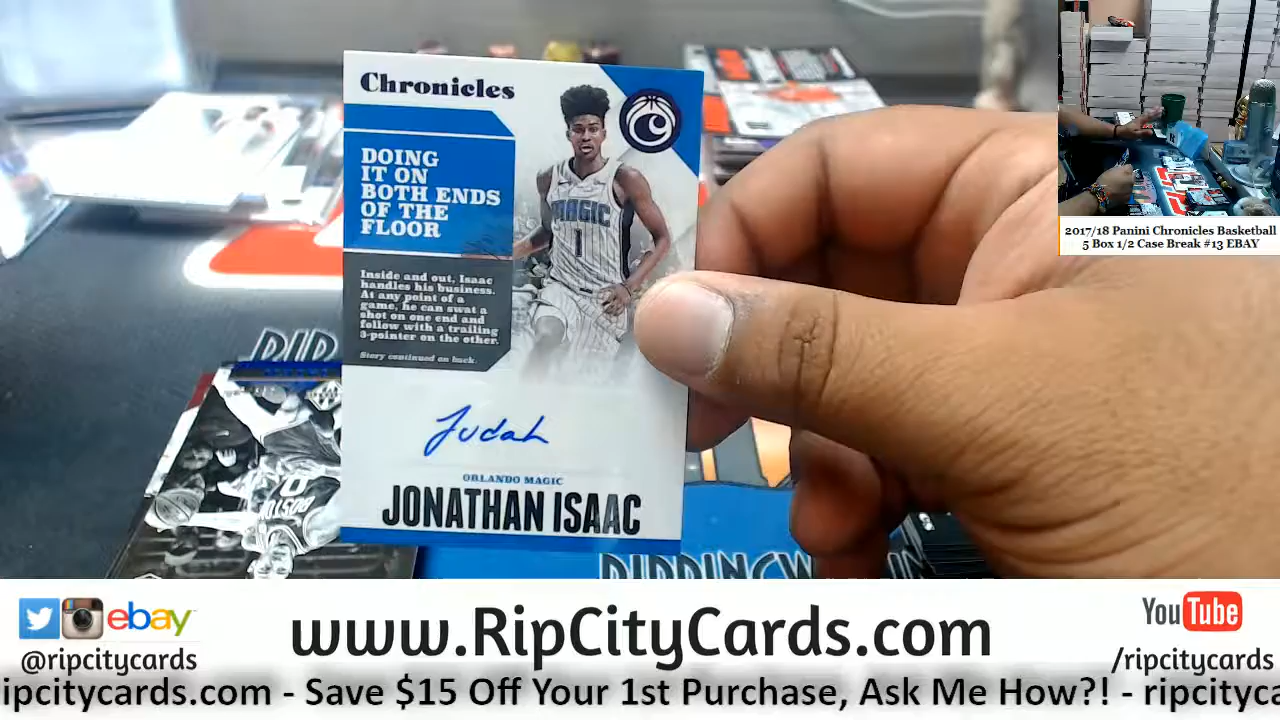 Chronicles
C
DOING
IT ON
BOTH ENDS
OF THE
FLOOR
Inside and out, Isaac
handles his business.
At any point of a
game, he can swat a
shot on one end and
follow with a trailing
3-pointer on the other.
Story continued on back.
MAGIC
1
Judah
ORLANDO MAGIC
JONATHAN ISAAC
BOSTON
0
2017/18 Panini Chronicles Basketball
5 Box 1/2 Case Break #13 EBAY
ebay
@ripcitycards
www.RipCityCards.com
YouTube
/ripcitycards
ripcitycards.com - Save $15 Off Your 1st Purchase, Ask Me How?! - ripcityca